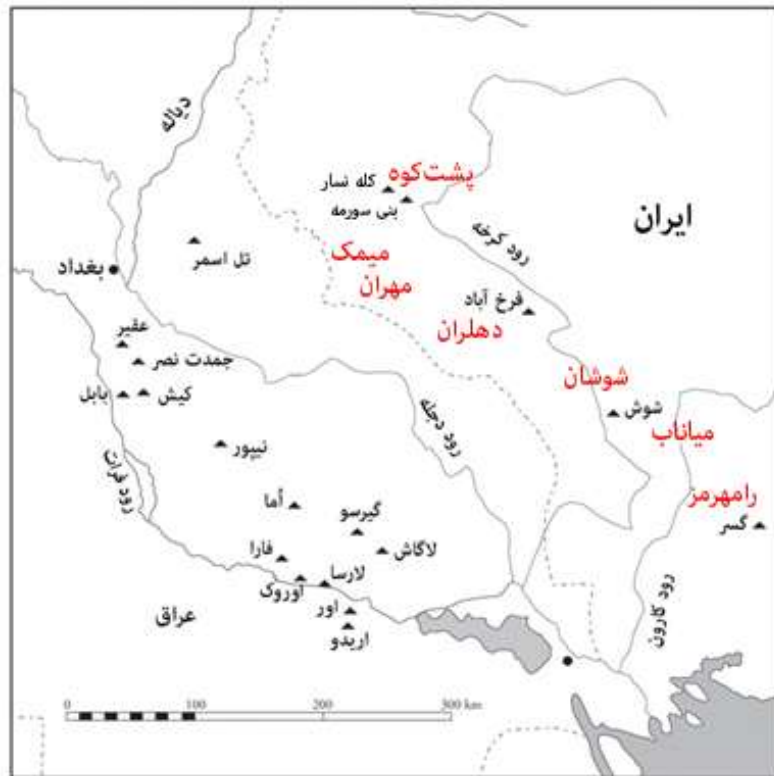 دیاله
پشت‌کوه
کله نسار
بنی سورمه
ایران
رود کرخه
تل اسمر
میمک
بغداد
مهران
فرخ آباد
دهلران
عقیر
جمدت نصر
شوشان
کیش
بابل
شوش
میاناب
رود دجله
نیپور
رود فرات
رامهرمز
أما
گسر
گیرسو
لاگاش
فارا
لارسا
اوروک
رود کارون
اور
عراق
اریدو
0 100 200 300 km